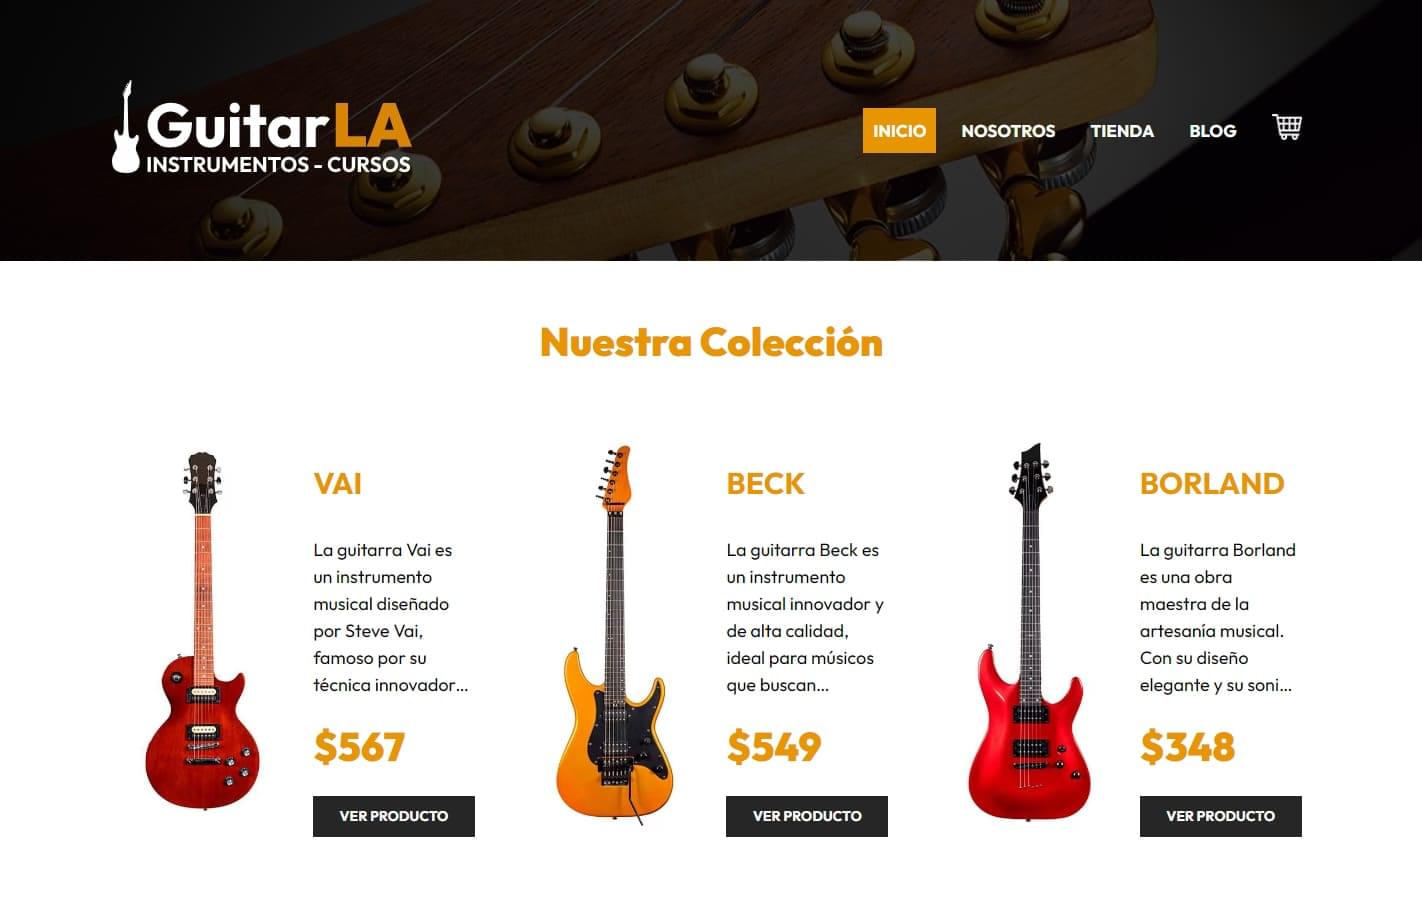 GuitarLA
INSTRUMENTOS - CURSOS
INICIO
NOSOTROS
TIENDA
BLOG
Nuestra Colección
VAI
La guitarra Vai es
un instrumento
musical diseñado
por Steve Vai,
famoso por su
técnica innovador...
$567
VER PRODUCTO
BECK
La guitarra Beck es
un instrumento
musical innovador y
de alta calidad,
ideal para músicos
que buscan...
$549
VER PRODUCTO
BORLAND
La guitarra Borland
es una obra
maestra de la
artesanía musical.
Con su diseño
elegante y su soni...
$348
VER PRODUCTO